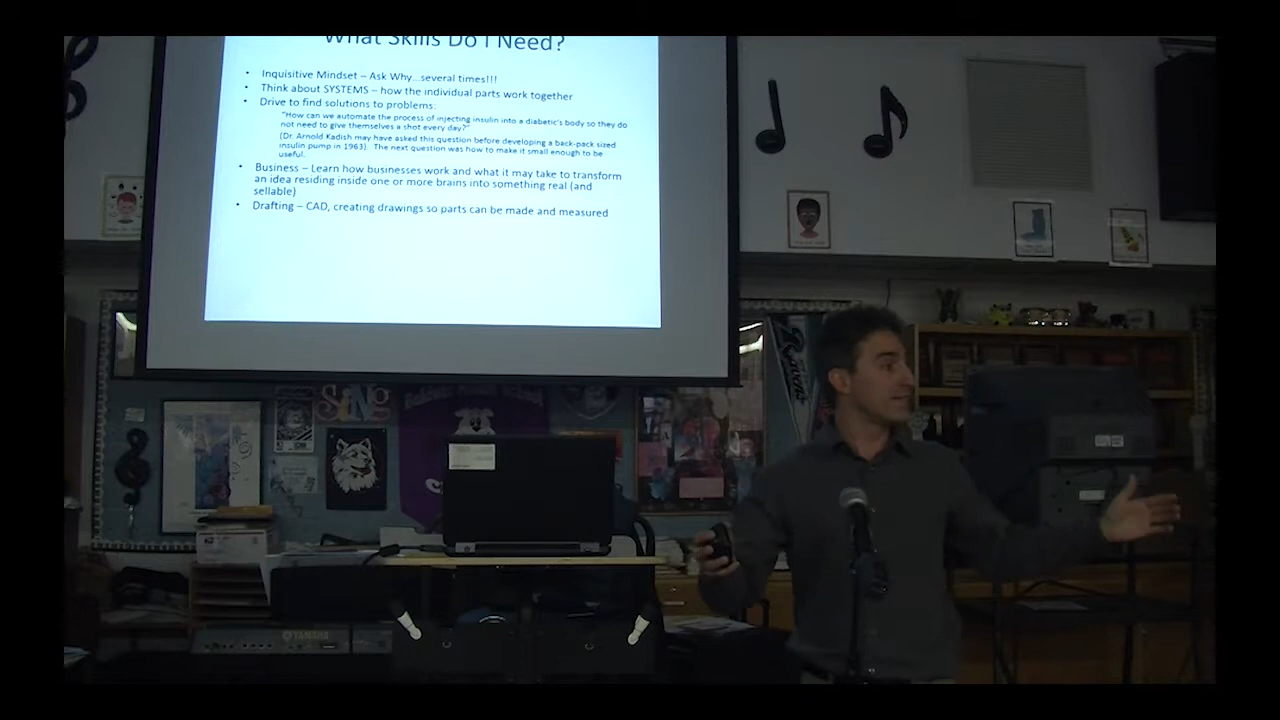 What Skills Do I Need?
• Inquisitive Mindset – Ask Why...several times!!!
• Think about SYSTEMS – how the individual parts work together
• Drive to find solutions to problems:
"How can we automate the process of injecting insulin into a diabetic's body so they do
not need to give themselves a shot every day?"
(Dr. Arnold Kadish may have asked this question before developing a back-pack sized
insulin pump in 1963). The next question was how to make it small enough to be
useful.
• Business – Learn how businesses work and what it may take to transform
an idea residing inside one or more brains into something real (and
sellable)
• Drafting – CAD, creating drawings so parts can be made and measured
SiNG
YAMAHA